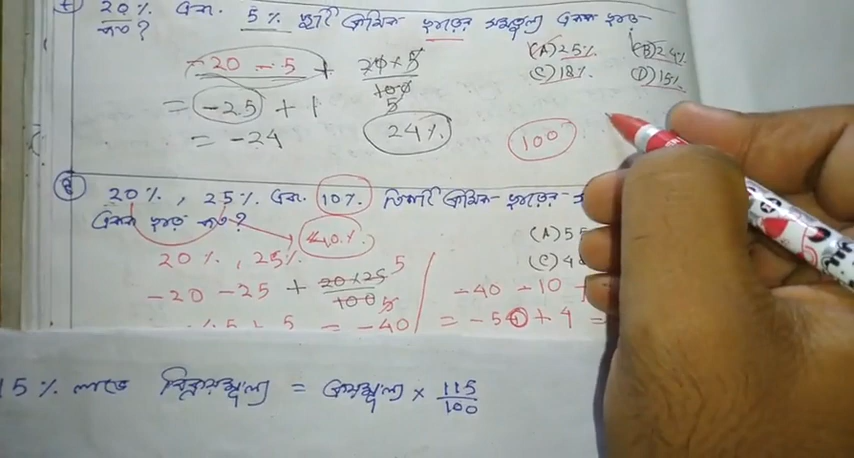 20%. এবং 5%. দুটি ক্রমিক ছাড়ের সমতুল্য একক ছাড়
কত?
(A) 25%. (B) 24%.
(C) 18%. (D) 15%.
-20 - 5 + 20×5/100
= -25 + 1
= -24 24%. 100
20%., 25%. এবং 10%. তিনটি ক্রমিক ছাড়ের
একক ছাড় কত?
40%.
20%., 25%.
-20 - 25 + 20×25/100 5
-40 - 10 +
= -40
= -50 + 4 =
15%. লাভে বিক্রয়মূল্য = ক্রয়মূল্য × 115/100